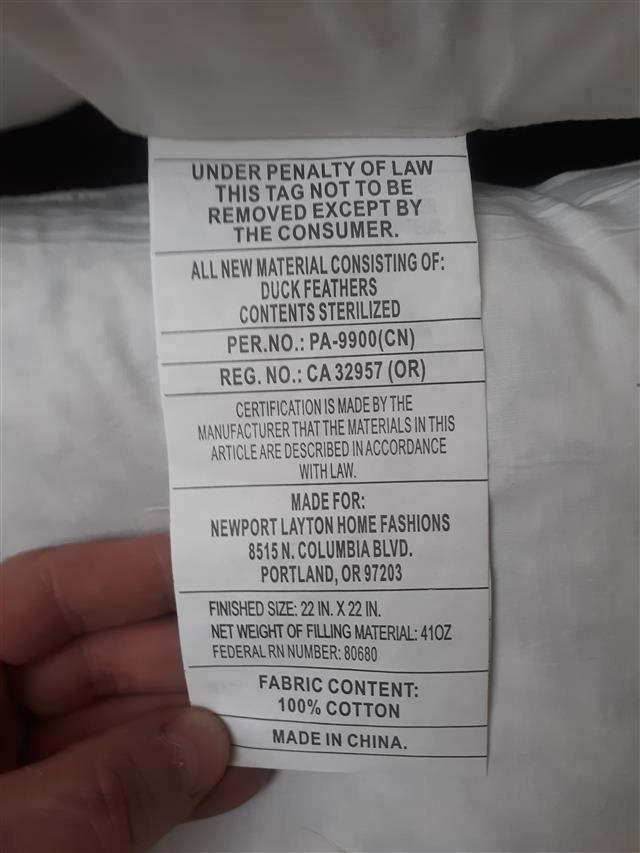 UNDER PENALTY OF LAW
THIS TAG NOT TO BE
REMOVED EXCEPT BY
THE CONSUMER.
ALL NEW MATERIAL CONSISTING OF:
DUCK FEATHERS
CONTENTS STERILIZED
PER.NO.: PA-9900(CN)
REG. NO.: CA 32957 (OR)
CERTIFICATION IS MADE BY THE
MANUFACTURER THAT THE MATERIALS IN THIS
ARTICLE ARE DESCRIBED IN ACCORDANCE
WITH LAW.
MADE FOR:
NEWPORT LAYTON HOME FASHIONS
8515 N. COLUMBIA BLVD.
PORTLAND, OR 97203
FINISHED SIZE: 22 IN. X 22 IN.
NET WEIGHT OF FILLING MATERIAL: 41OZ
FEDERAL RN NUMBER: 80680
FABRIC CONTENT:
100% COTTON
MADE IN CHINA.